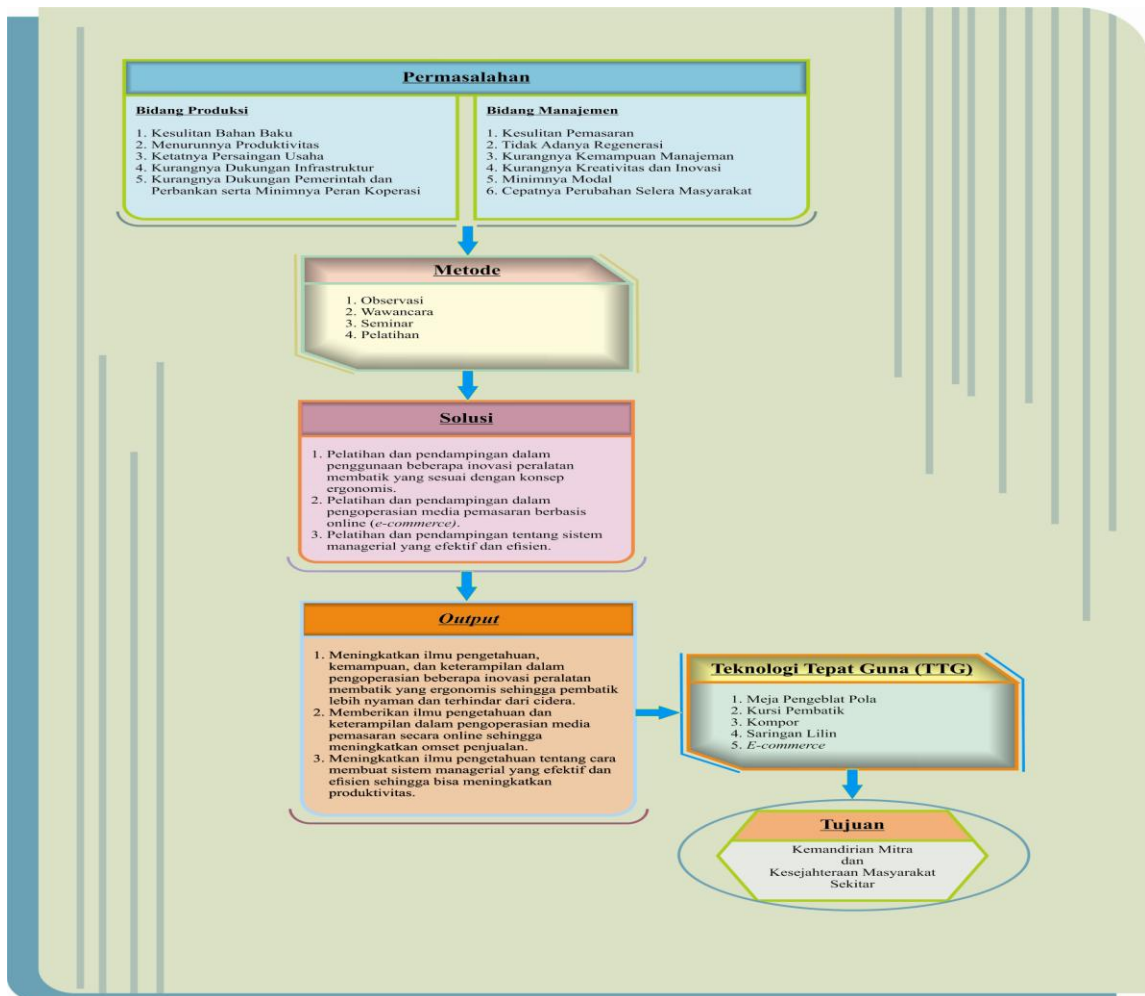 Permasalahan
Bidang Produksi
1. Kesulitan Bahan Baku
2. Menurunnya Produktivitas
3. Ketatnya Persaingan Usaha
4. Kurangnya Dukungan Infrastruktur
5. Kurangnya Dukungan Pemerintah dan
Perbankan serta Minimnya Peran Koperasi
Bidang Manajemen
1. Kesulitan Pemasaran
2. Tidak Adanya Regenerasi
3. Kurangnya Kemampuan Manajeman
4. Kurangnya Kreativitas dan Inovasi
5. Minimnya Modal
6. Cepatnya Perubahan Selera Masyarakat
Metode
1. Observasi
2. Wawancara
3. Seminar
4. Pelatihan
Solusi
1. Pelatihan dan pendampingan dalam
penggunaan beberapa inovasi peralatan
membatik yang sesuai dengan konsep
ergonomis.
2. Pelatihan dan pendampingan dalam
pengoperasian media pemasaran berbasis
online (e-commerce).
3. Pelatihan dan pendampingan tentang sistem
managerial yang efektif dan efisien.
Output
1. Meningkatkan ilmu pengetahuan,
kemampuan, dan keterampilan dalam
pengoperasian beberapa inovasi peralatan
membatik yang ergonomis sehingga pembatik
lebih nyaman dan terhindar dari cidera.
2. Memberikan ilmu pengetahuan dan
keterampilan dalam pengoperasian media
pemasaran secara online sehingga
meningkatkan omset penjualan.
3. Meningkatkan ilmu pengetahuan tentang cara
membuat sistem managerial yang efektif dan
efisien sehingga bisa meningkatkan
produktivitas.
Teknologi Tepat Guna (TTG)
1. Meja Pengeblat Pola
2. Kursi Pembatik
3. Kompor
4. Saringan Lilin
5. E-commerce
Tujuan
Kemandirian Mitra
dan
Kesejahteraan Masyarakat
Sekitar